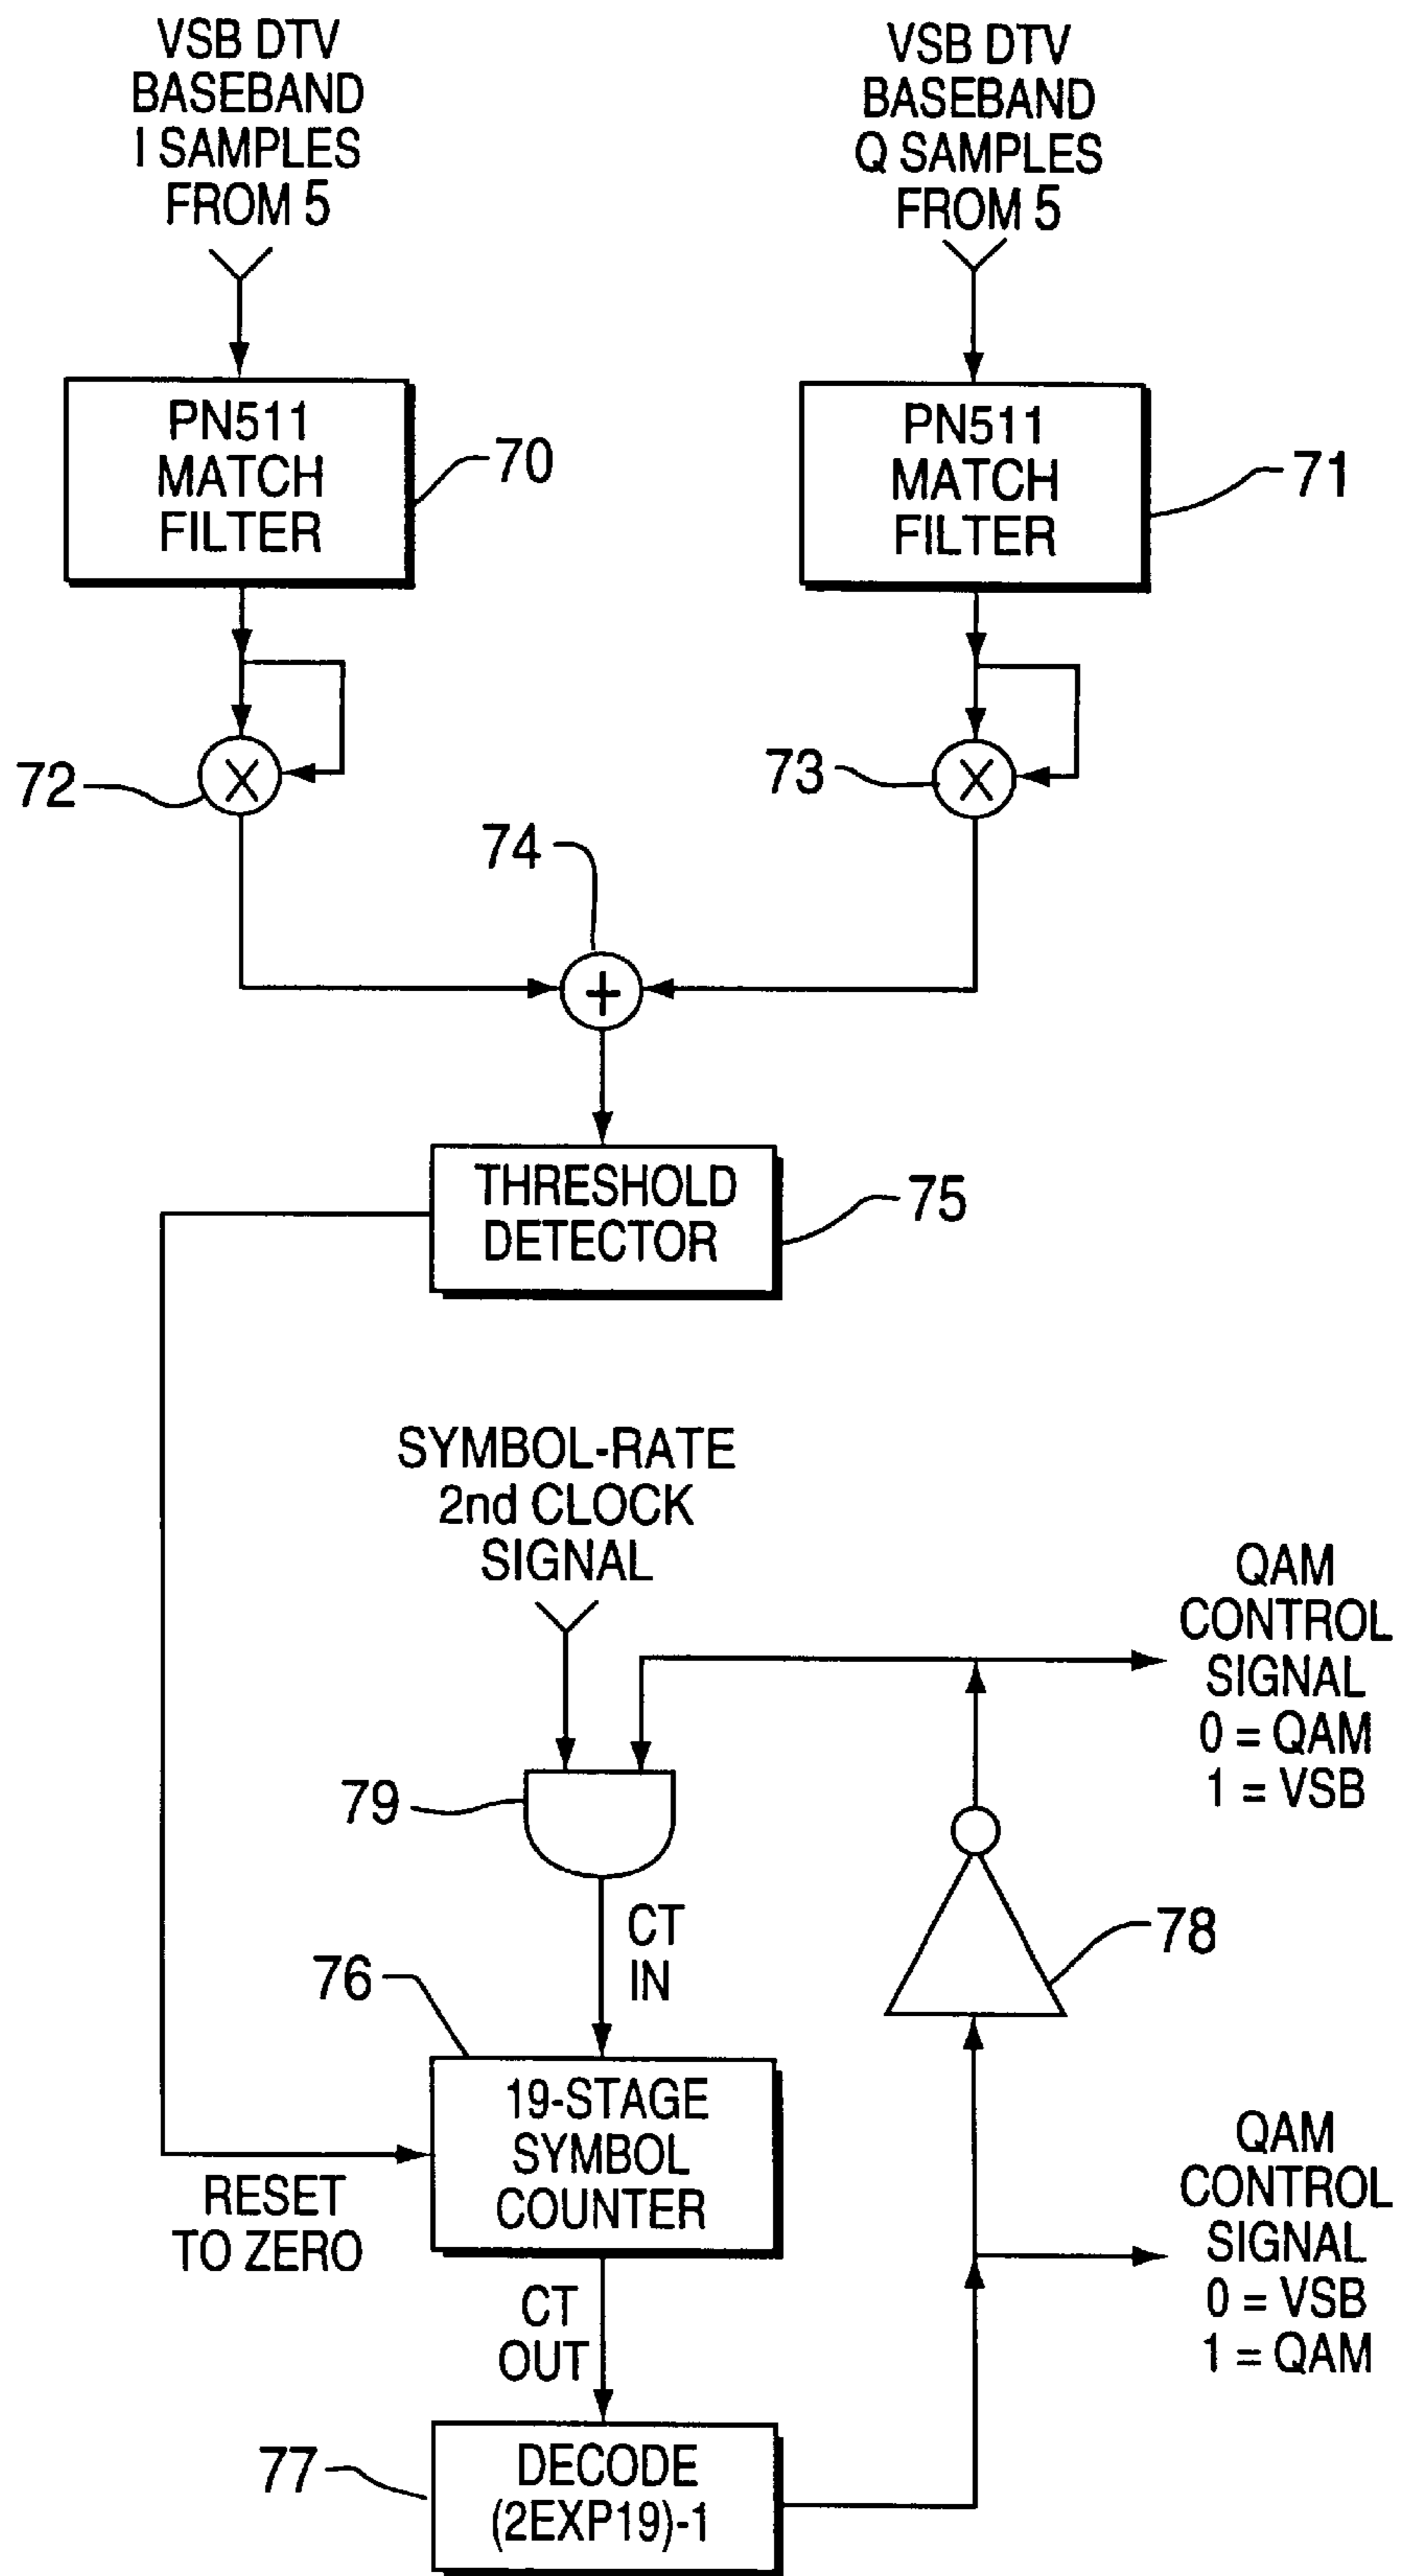 VSB DTV
BASEBAND
I SAMPLES
FROM 5
VSB DTV
BASEBAND
Q SAMPLES
FROM 5
PN511
MATCH
FILTER
70
PN511
MATCH
FILTER
71
72
X
73
X
74
+
THRESHOLD
DETECTOR
75
SYMBOL-RATE
2nd CLOCK
SIGNAL
QAM
CONTROL
SIGNAL
0 = QAM
1 = VSB
79
CT
IN
78
76
19-STAGE
SYMBOL
COUNTER
RESET
TO ZERO
QAM
CONTROL
SIGNAL
0 = VSB
1 = QAM
CT
OUT
77
DECODE
(2EXP19)-1